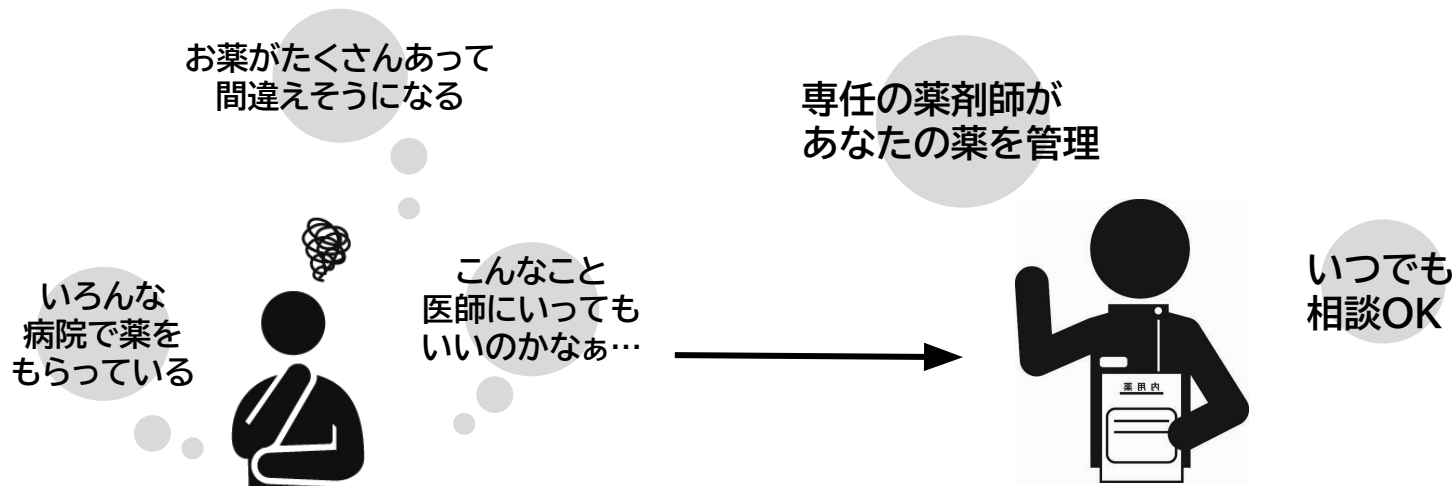 お薬がたくさんあって
間違えそうになる
いろんな
病院で薬を
もらっている
こんなこと
医師にいっても
いいのかなぁ…
専任の薬剤師が
あなたの薬を管理
いつでも
相談OK
薬用内